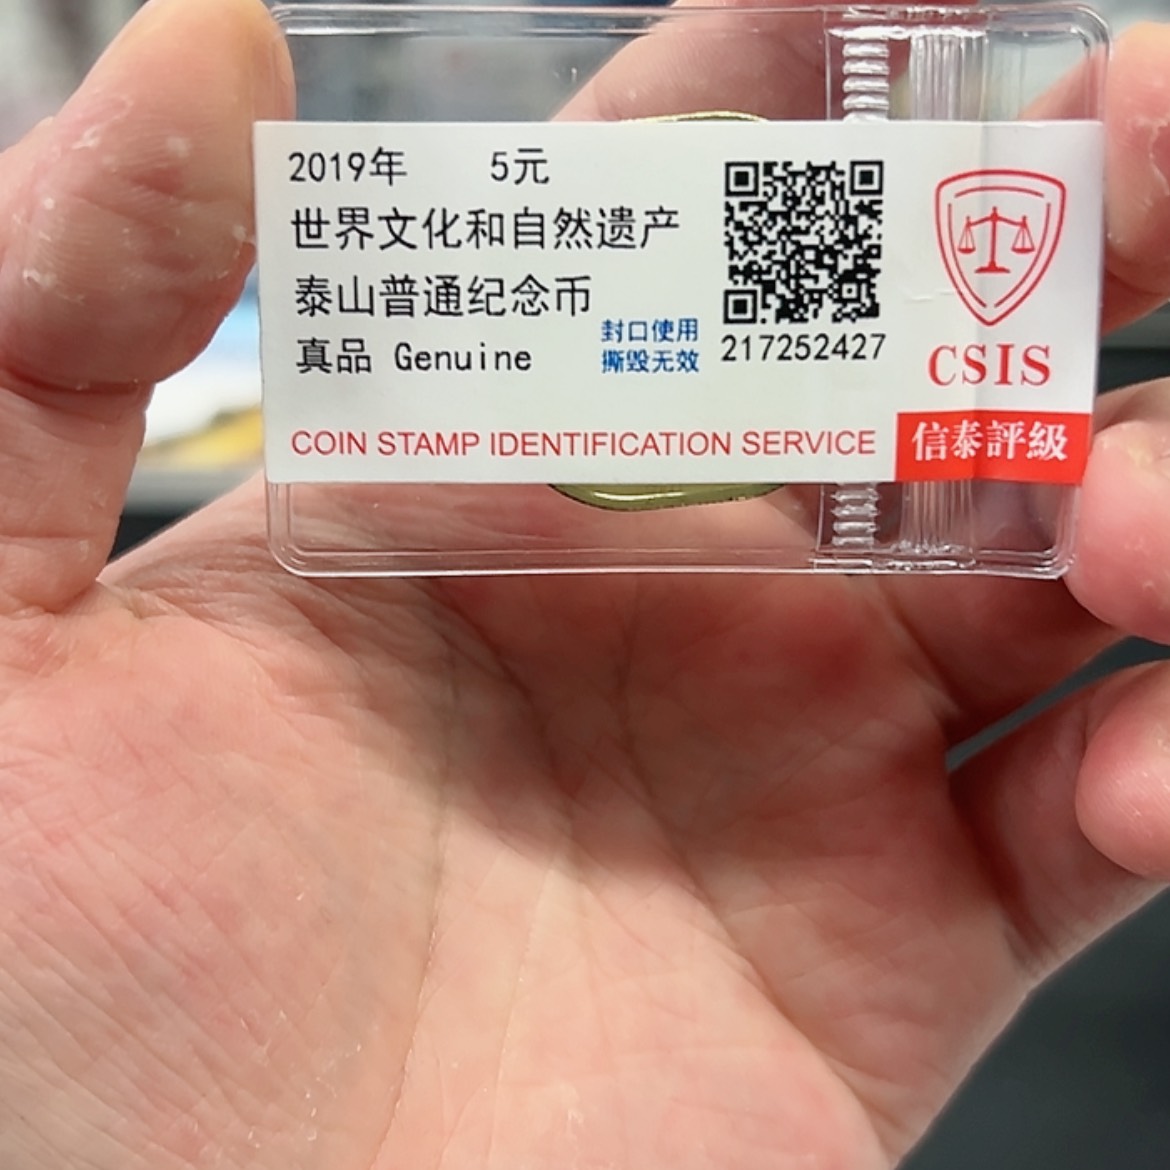 2019年 5元
世界文化和自然遗产
泰山普通纪念币
真品 Genuine
封口使用
撕毁无效
217252427
CSIS
COIN STAMP IDENTIFICATION SERVICE
信泰評級